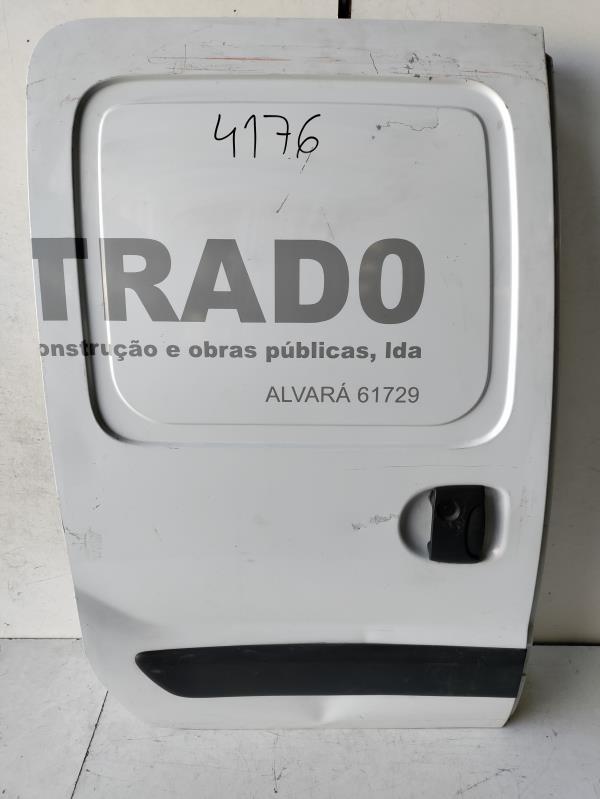 4176
TRADO
onstrução e obras públicas, lda
ALVARÁ 61729